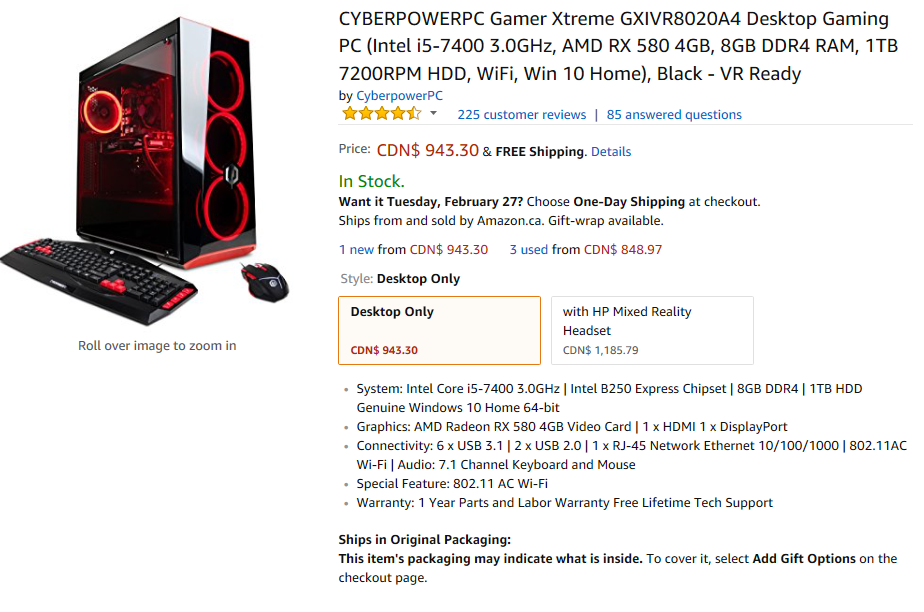 CYBERPOWERPC Gamer Xtreme GXIVR8020A4 Desktop Gaming
PC (Intel i5-7400 3.0GHz, AMD RX 580 4GB, 8GB DDR4 RAM, 1TB
7200RPM HDD, WiFi, Win 10 Home), Black - VR Ready
by CyberpowerPC
225 customer reviews | 85 answered questions
Price: CDN$ 943.30 & FREE Shipping. Details
In Stock.
Want it Tuesday, February 27? Choose One-Day Shipping at checkout.
Ships from and sold by Amazon.ca. Gift-wrap available.
1 new from CDN$ 943.30 3 used from CDN$ 848.97
Style: Desktop Only
Desktop Only
CDN$ 943.30
with HP Mixed Reality
Headset
CDN$ 1,185.79
Roll over image to zoom in
• System: Intel Core i5-7400 3.0GHz | Intel B250 Express Chipset | 8GB DDR4 | 1TB HDD
Genuine Windows 10 Home 64-bit
• Graphics: AMD Radeon RX 580 4GB Video Card | 1 x HDMI 1 x DisplayPort
• Connectivity: 6 x USB 3.1 | 2 x USB 2.0 | 1 x RJ-45 Network Ethernet 10/100/1000 | 802.11AC
Wi-Fi | Audio: 7.1 Channel Keyboard and Mouse
• Special Feature: 802.11 AC Wi-Fi
• Warranty: 1 Year Parts and Labor Warranty Free Lifetime Tech Support
Ships in Original Packaging:
This item's packaging may indicate what is inside. To cover it, select Add Gift Options on the
checkout page.